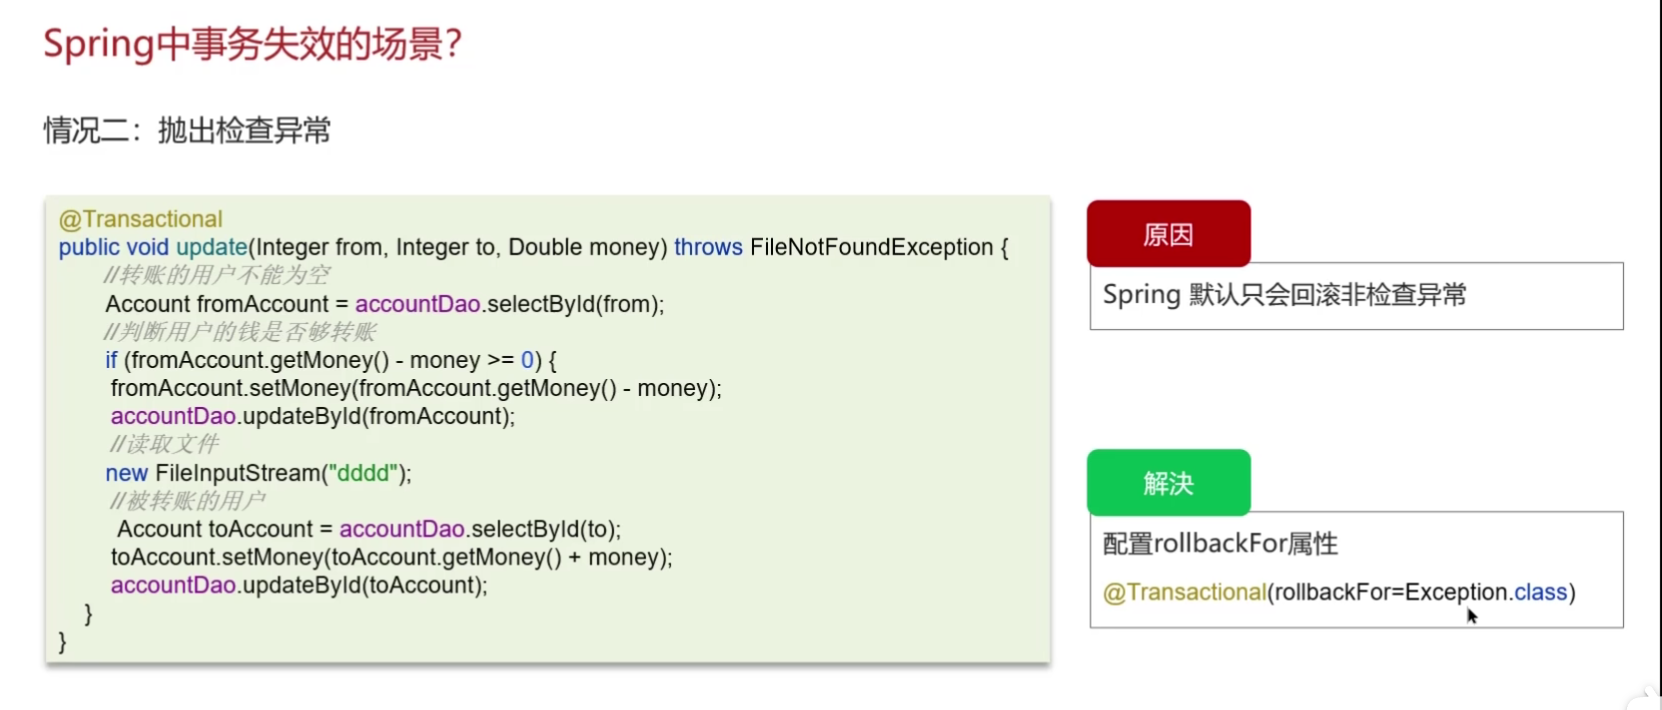 Spring中事务失效的场景？
情况二：抛出检查异常
@Transactional
public void update(Integer from, Integer to, Double money) throws FileNotFoundException {
//转账的用户不能为空
Account fromAccount = accountDao.selectById(from);
//判断用户的钱是否够转账
if (fromAccount.getMoney() - money >= 0) {
fromAccount.setMoney(fromAccount.getMoney() - money);
accountDao.updateById(fromAccount);
//读取文件
new FileInputStream("dddd");
//被转账的用户
Account toAccount = accountDao.selectById(to);
toAccount.setMoney(toAccount.getMoney() + money);
accountDao.updateById(toAccount);
}
}
原因
Spring 默认只会回滚非检查异常
解决
配置rollbackFor属性
@Transactional(rollbackFor=Exception.class)